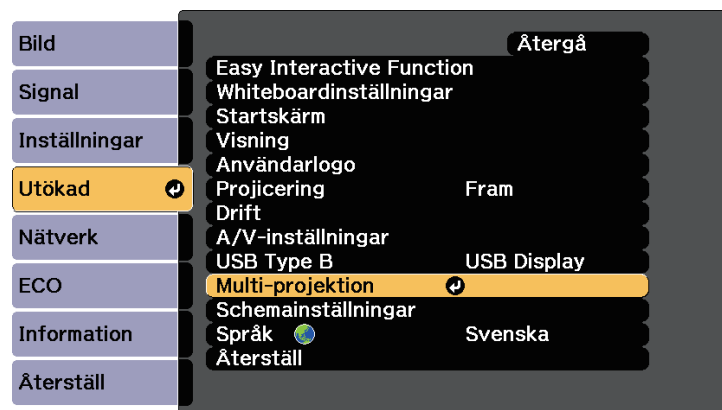 Bild
Signal
Inställningar
Utökad
Nätverk
ECO
Information
Återställ
Återgå
Easy Interactive Function
Whiteboardinställningar
Startskärm
Visning
Användarlogo
Projicering Fram
Drift
A/V-inställningar
USB Type B USB Display
Multi-projektion
Schemainställningar
Språk Svenska
Återställ